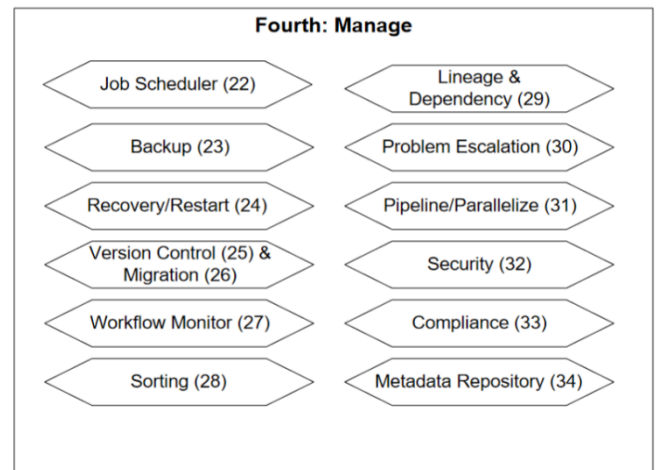 Fourth: Manage
Job Scheduler (22)
Backup (23)
Recovery/Restart (24)
Version Control (25) &
Migration (26)
Workflow Monitor (27)
Sorting (28)
Lineage &
Dependency (29)
Problem Escalation (30)
Pipeline/Parallelize (31)
Security (32)
Compliance (33)
Metadata Repository (34)